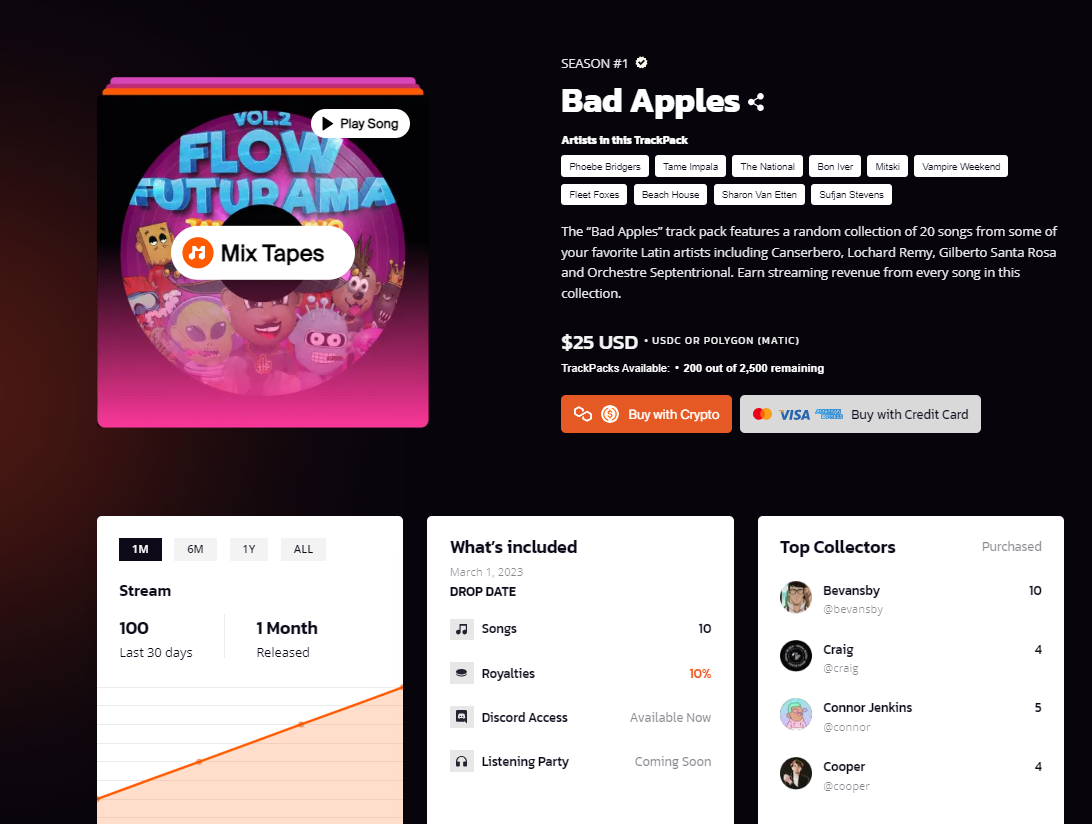 SEASON #1
Bad Apples
Artists in this TrackPack
Phoebe Bridgers Tame Impala The National Bon Iver Mitski Vampire Weekend
Fleet Foxes Beach House Sharon Van Etten Sufjan Stevens
The “Bad Apples” track pack features a random collection of 20 songs from some of
your favorite Latin artists including Canserbero, Lochard Remy, Gilberto Santa Rosa
and Orchestre Septentrional. Earn streaming revenue from every song in this
collection.
$25 USD • USDC OR POLYGON (MATIC)
TrackPacks Available: • 200 out of 2,500 remaining
Buy with Crypto
VISA Buy with Credit Card
VOL.2
Play Song
FLOW
FUTURAMA
Mix Tapes
1M 6M 1Y ALL
Stream
100
Last 30 days
1 Month
Released
What’s included
March 1, 2023
DROP DATE
Songs 10
Royalties 10%
Discord Access Available Now
Listening Party Coming Soon
Top Collectors Purchased
Bevansby 10
@bevansby
Craig 4
@craig
Connor Jenkins 5
@connor
Cooper 4
@cooper